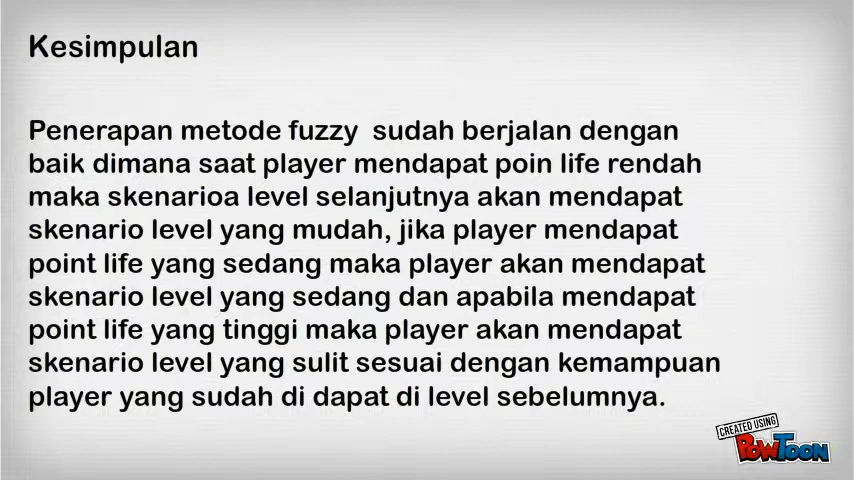 Kesimpulan
Penerapan metode fuzzy  sudah berjalan dengan
baik dimana saat player mendapat poin life rendah
maka skenarioa level selanjutnya akan mendapat
skenario level yang mudah, jika player mendapat
point life yang sedang maka player akan mendapat
skenario level yang sedang dan apabila mendapat
point life yang tinggi maka player akan mendapat
skenario level yang sulit sesuai dengan kemampuan
player yang sudah di dapat di level sebelumnya.
CREATED USING
POWTOON